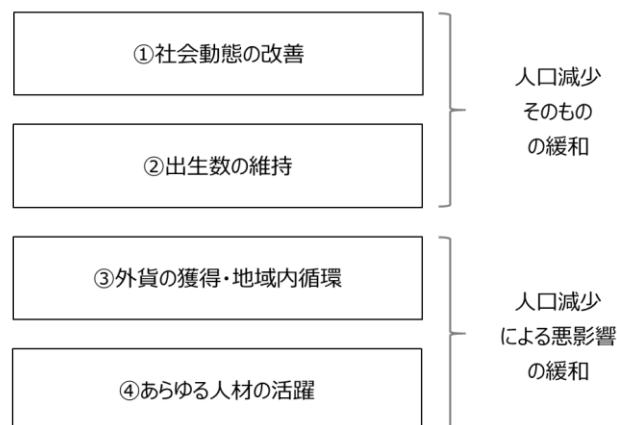 ①社会動態の改善
②出生数の維持
人口減少
そのもの
の緩和
③外貨の獲得・地域内循環
④あらゆる人材の活躍
人口減少
による悪影響
の緩和